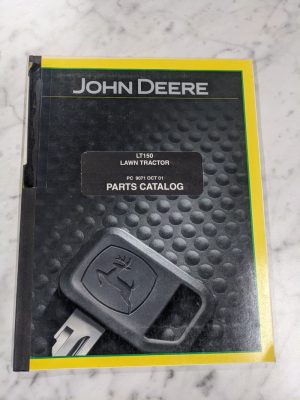 JOHN DEERE
LT150
LAWN TRACTOR
PC 9071 OCT 01
PARTS CATALOG